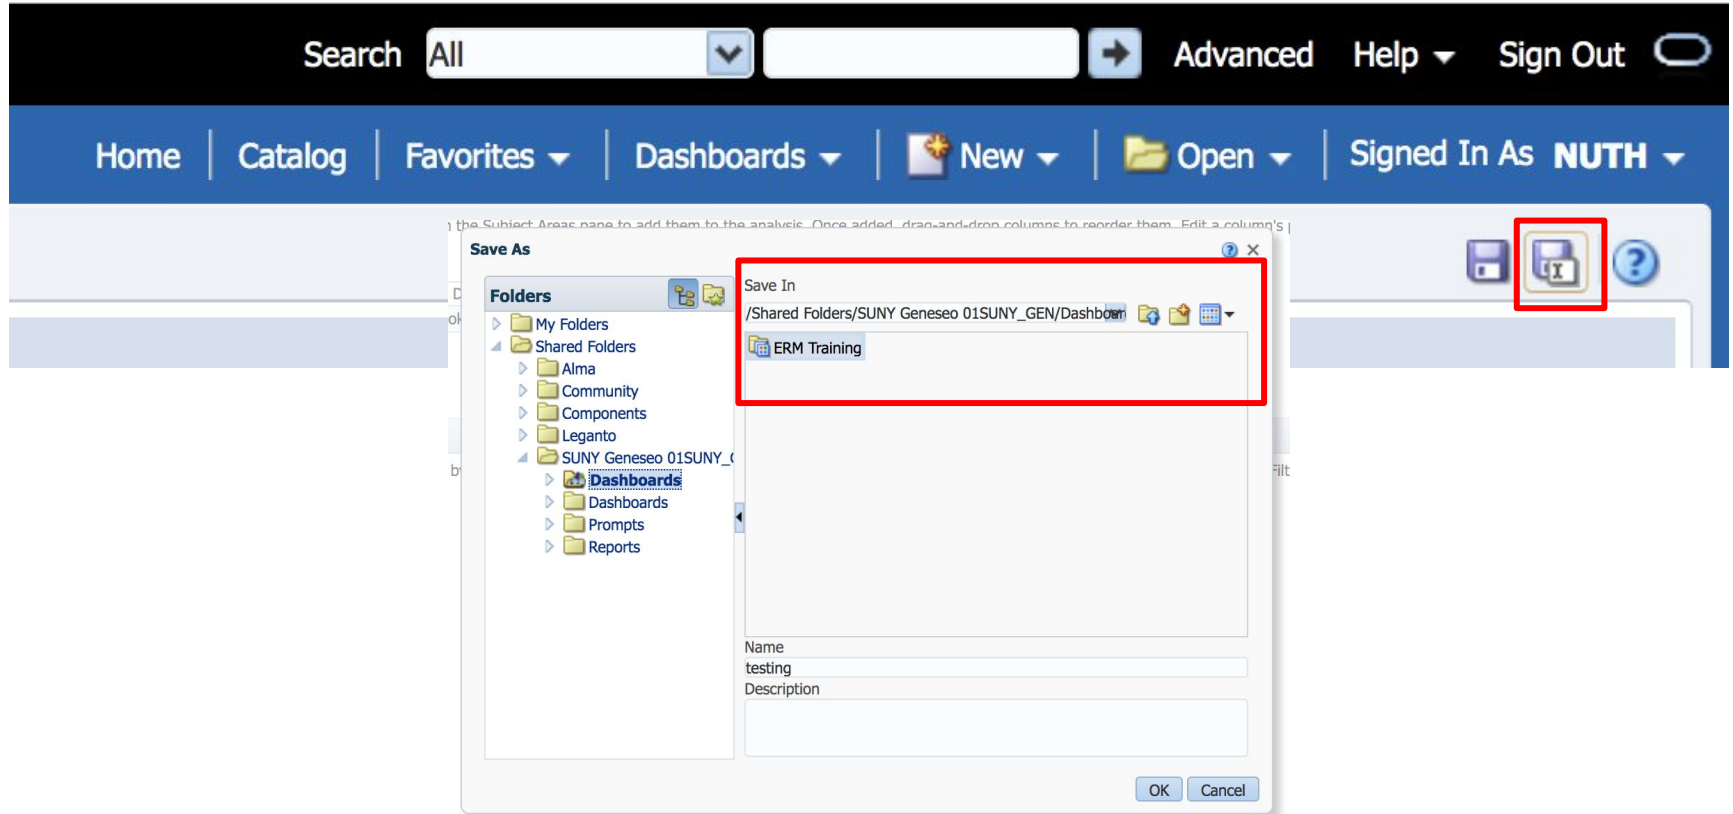 Search All Advanced Help Sign Out
Home Catalog Favorites Dashboards New Open Signed In As NUTH
the Subject Areas pane to add them to the analysis. Once added, drag-and-drop columns to reorder them. Edit a column's
Save As
Folders
My Folders
Shared Folders
Alma
Community
Components
Leganto
SUNY Geneseo 01SUNY_
Dashboards
Dashboards
Prompts
Reports
Save In
/Shared Folders/SUNY Geneseo 01SUNY_GEN/Dashboar
ERM Training
Name
testing
Description
OK Cancel